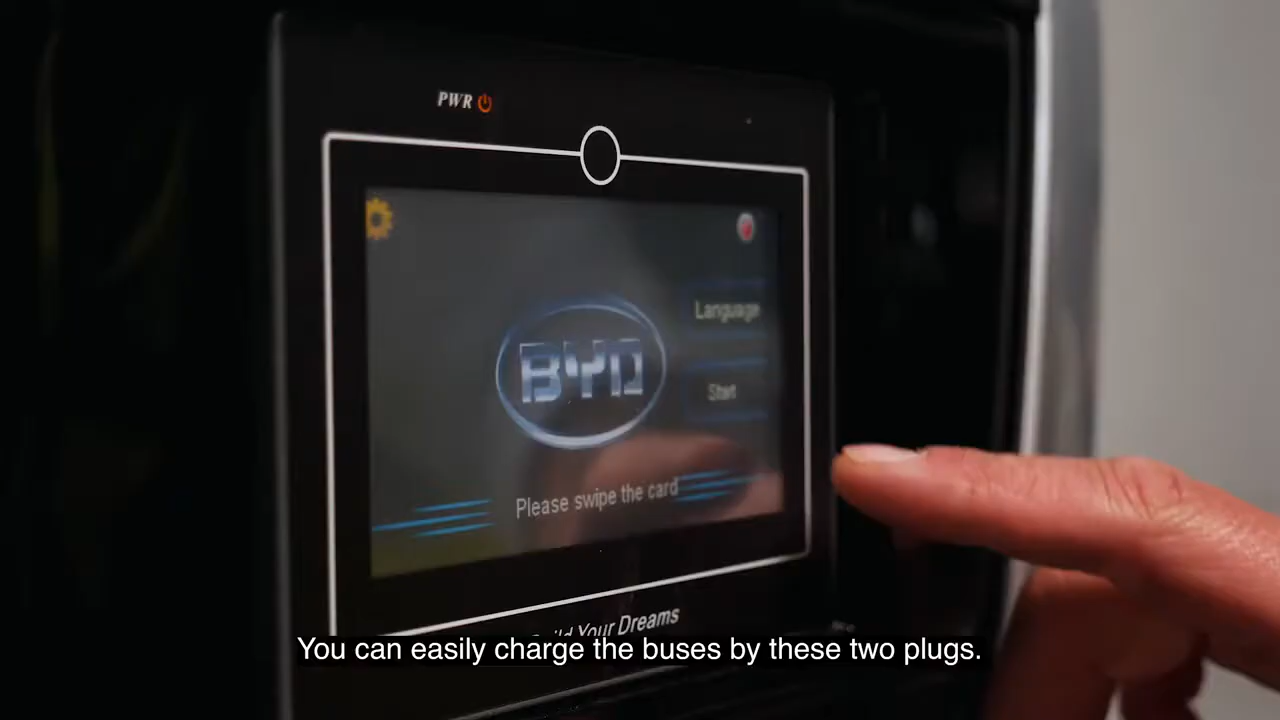 PWR
Language
BYD
Start
Please swipe the card
Your Dreams
You can easily charge the buses by these two plugs.